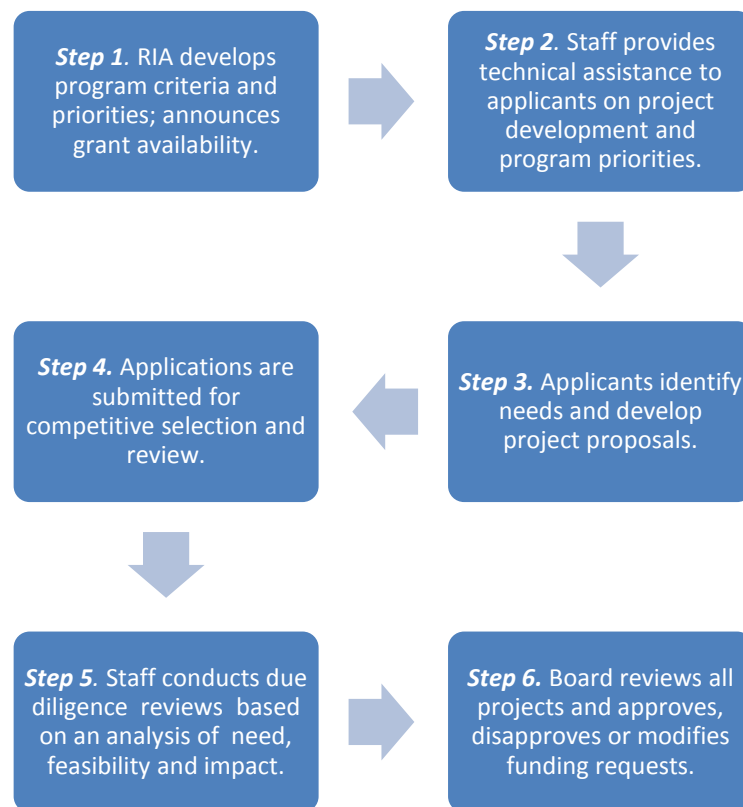 Step 1. RIA develops
program criteria and
priorities; announces
grant availability.
Step 2. Staff provides
technical assistance to
applicants on project
development and
program priorities.
Step 3. Applicants identify
needs and develop
project proposals.
Step 4. Applications are
submitted for
competitive selection and
review.
Step 5. Staff conducts due
diligence reviews based
on an analysis of need,
feasibility and impact.
Step 6. Board reviews all
projects and approves,
disapproves or modifies
funding requests.